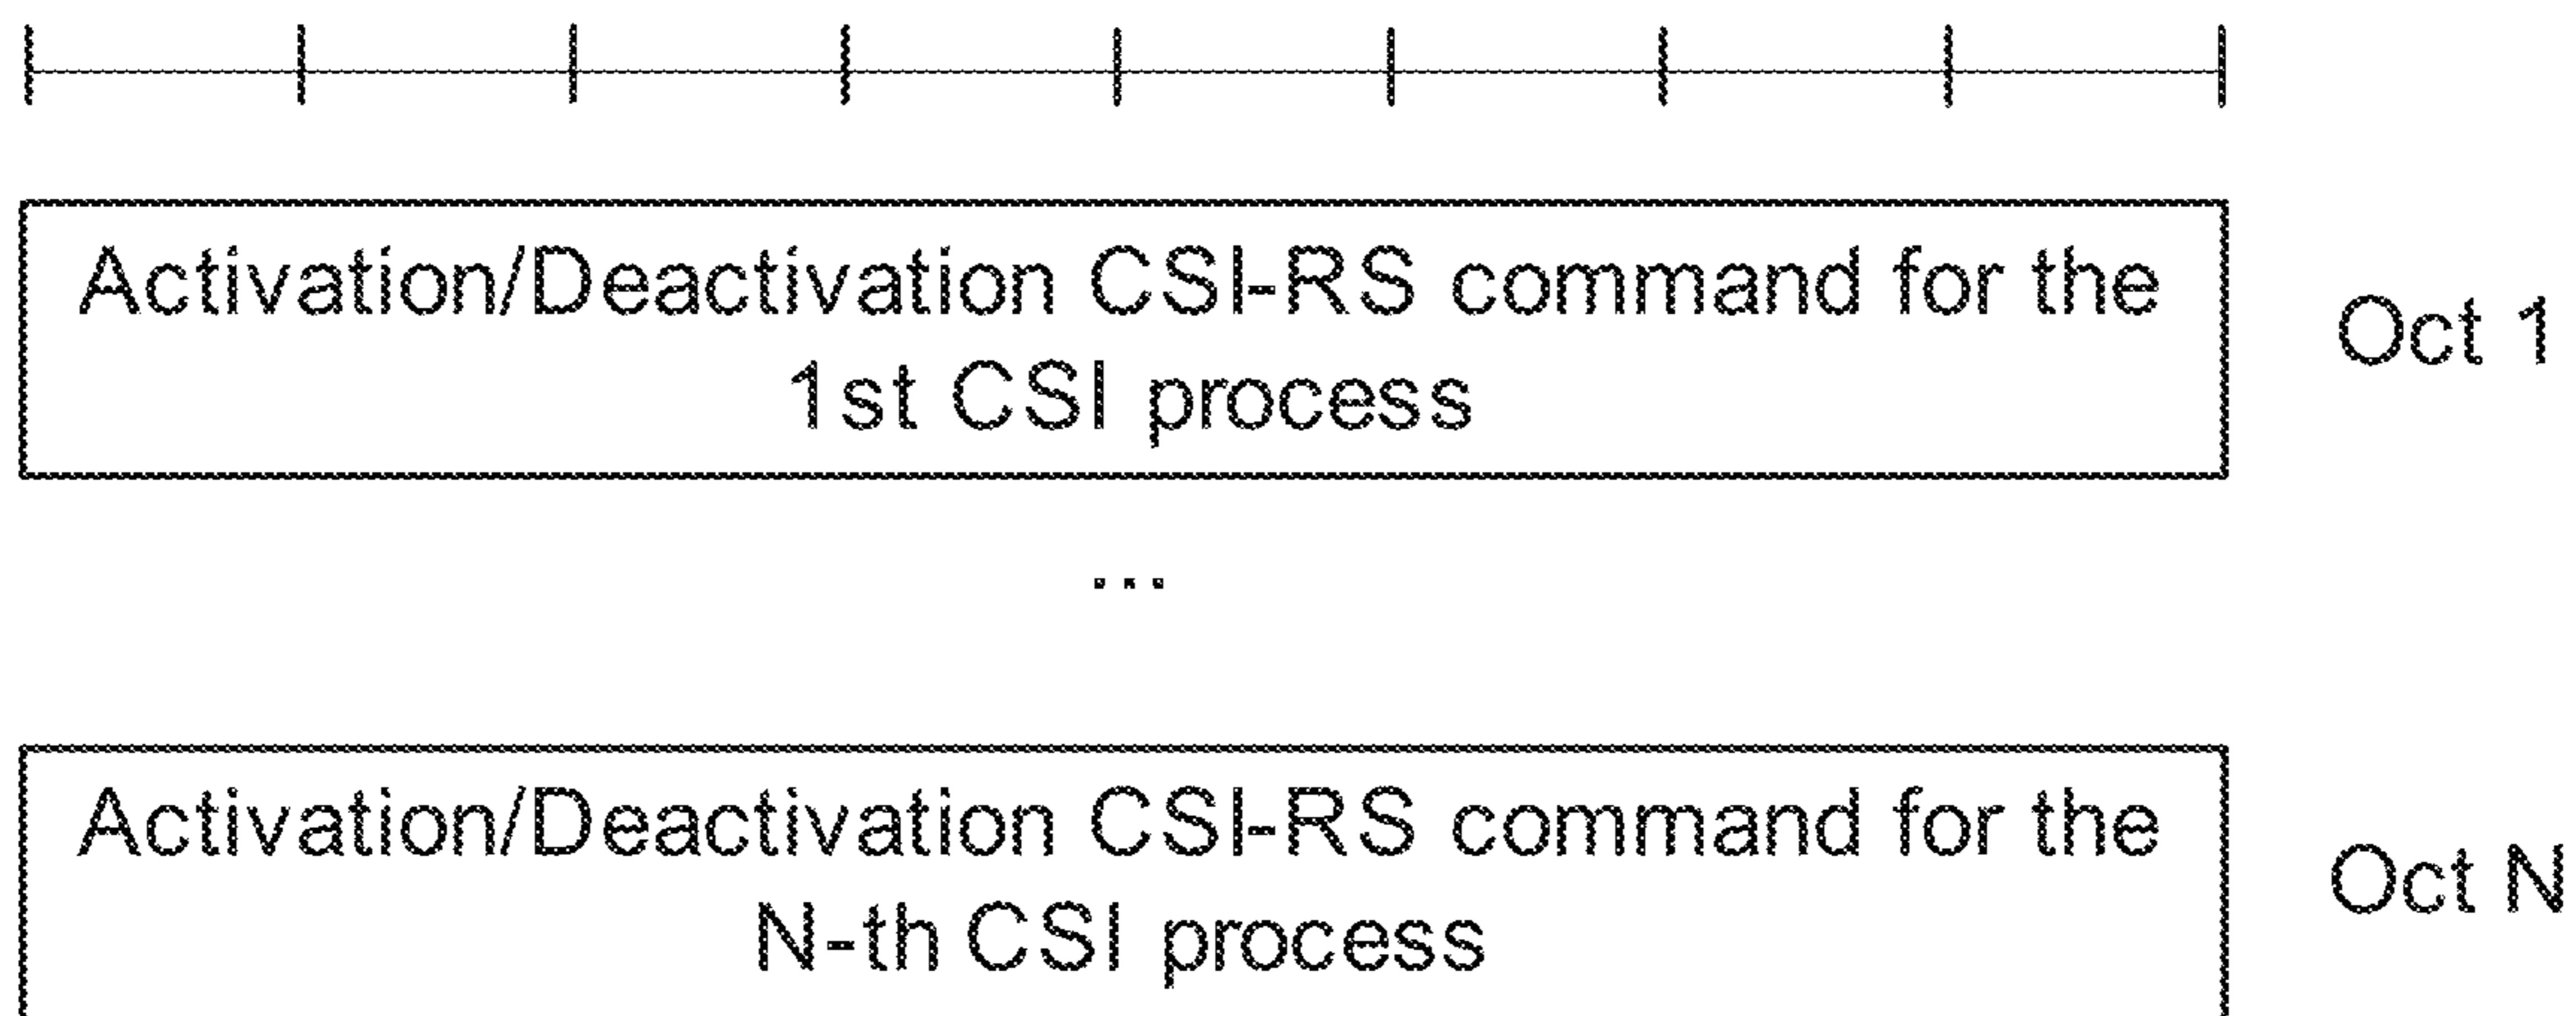 Activation/Deactivation CSI-RS command for the
1st CSI process
Oct 1
...
Activation/Deactivation CSI-RS command for the
N-th CSI process
Oct N